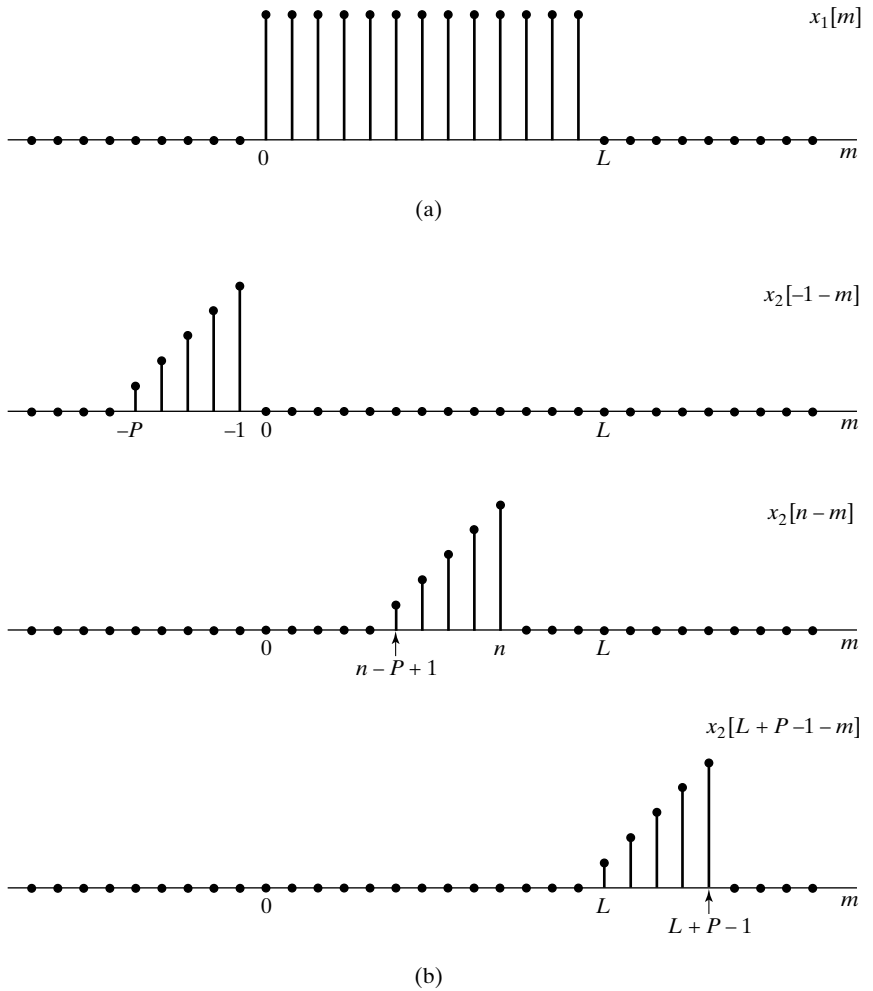 x₁[m]
0 L m
(a)
x₂[–1 – m]
–P –1 0 L m
x₂[n – m]
0 n L m
n – P + 1
x₂[L + P –1 – m]
0 L m
L + P – 1
(b)